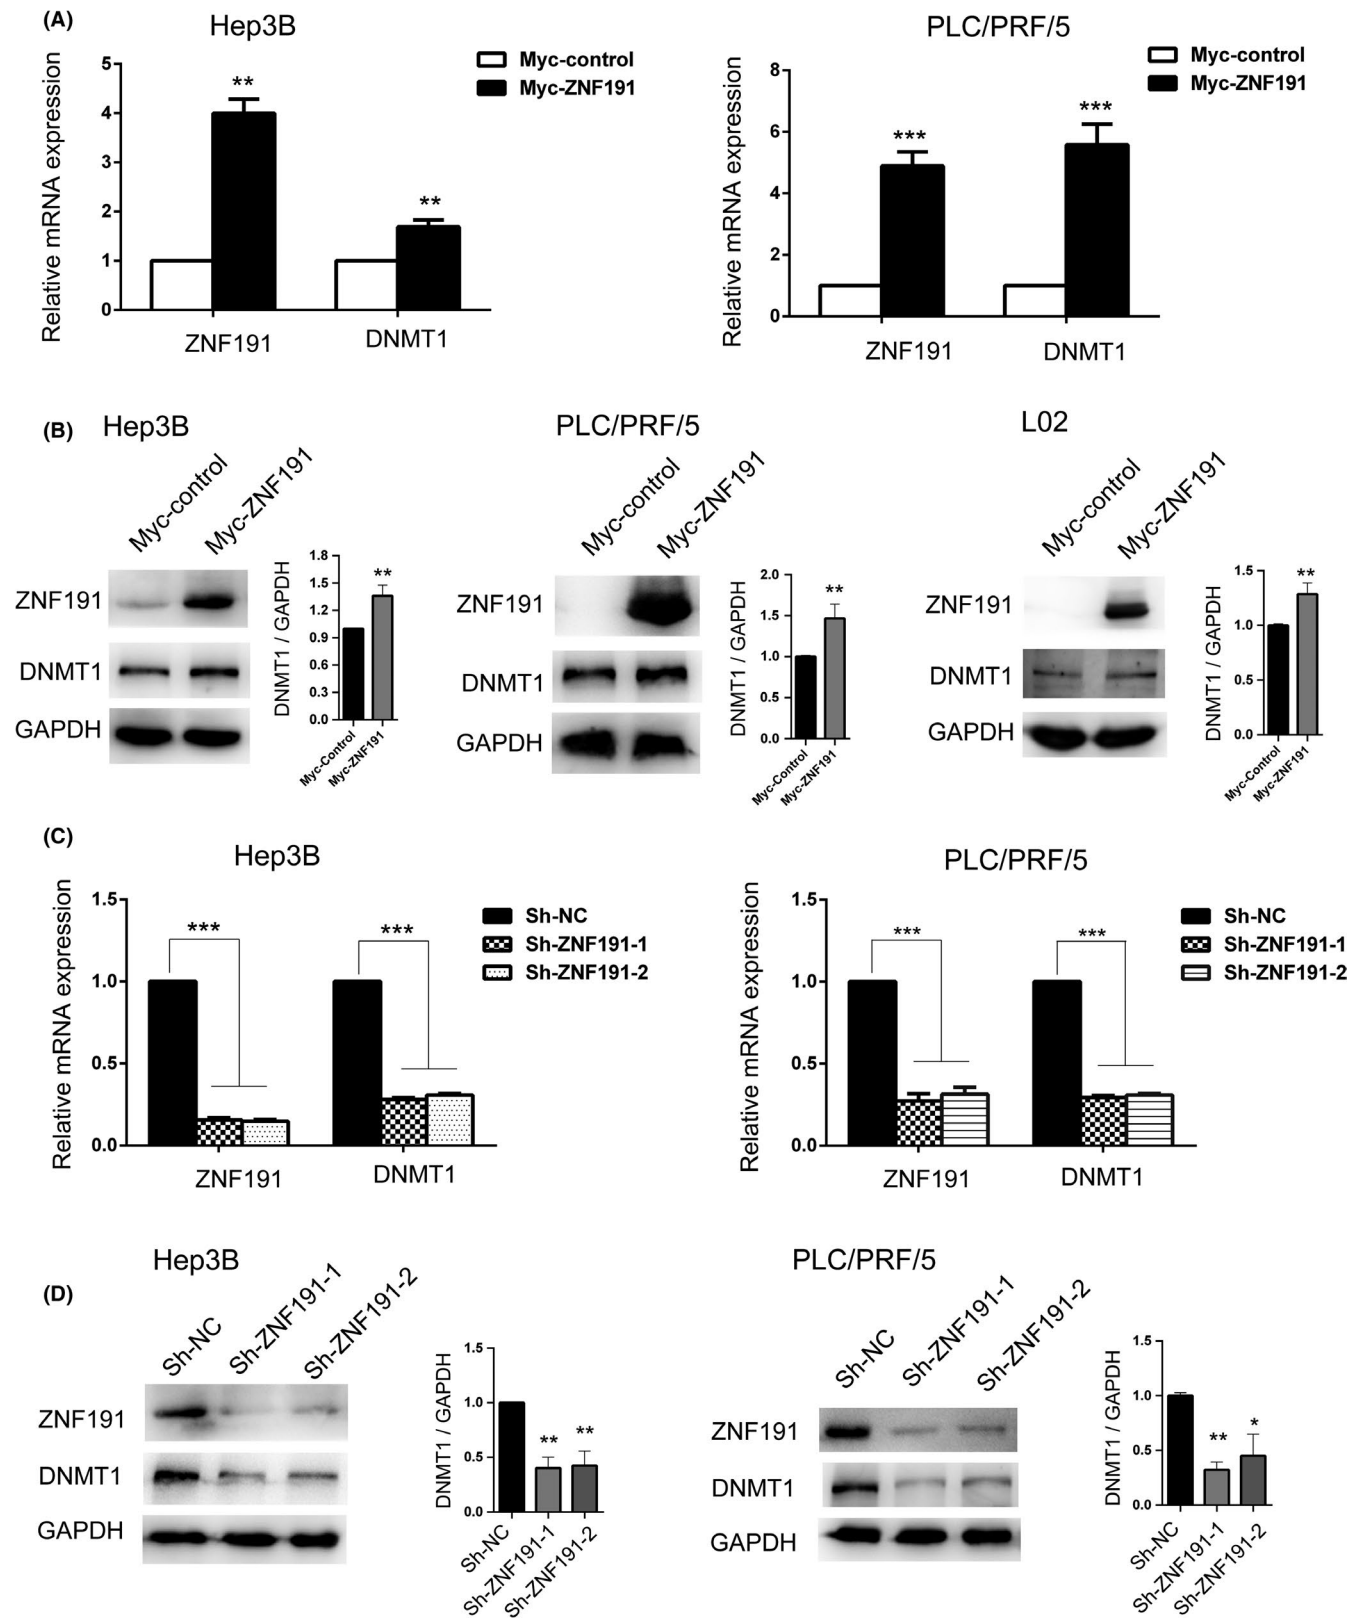 (A)
Hep3B
Relative mRNA expression
5
4
3
2
1
0
**
**
ZNF191
DNMT1
Myc-control
Myc-ZNF191
PLC/PRF/5
Relative mRNA expression
8
6
4
2
0
***
***
ZNF191
DNMT1
Myc-control
Myc-ZNF191
(B)
Hep3B
Myc-control
Myc-ZNF191
ZNF191
DNMT1
GAPDH
DNMT1 / GAPDH
1.8
1.5
1.2
0.9
0.6
0.3
0.0
**
Myc-Control
Myc-ZNF191
PLC/PRF/5
Myc-control
Myc-ZNF191
ZNF191
DNMT1
GAPDH
DNMT1 / GAPDH
2.0
1.5
1.0
0.5
0.0
**
Myc-Control
Myc-ZNF191
L02
Myc-control
Myc-ZNF191
ZNF191
DNMT1
GAPDH
DNMT1 / GAPDH
1.5
1.0
0.5
0.0
**
Myc-Control
Myc-ZNF191
(C)
Hep3B
Relative mRNA expression
1.5
1.0
0.5
0.0
***
***
ZNF191
DNMT1
Sh-NC
Sh-ZNF191-1
Sh-ZNF191-2
PLC/PRF/5
Relative mRNA expression
1.5
1.0
0.5
0.0
***
***
ZNF191
DNMT1
Sh-NC
Sh-ZNF191-1
Sh-ZNF191-2
(D)
Hep3B
Sh-NC
Sh-ZNF191-1
Sh-ZNF191-2
ZNF191
DNMT1
GAPDH
DNMT1 / GAPDH
1.5
1.0
0.5
0.0
**
**
Sh-NC
Sh-ZNF191-1
Sh-ZNF191-2
PLC/PRF/5
Sh-NC
Sh-ZNF191-1
Sh-ZNF191-2
ZNF191
DNMT1
GAPDH
DNMT1 / GAPDH
1.5
1.0
0.5
0.0
**
*
Sh-NC
Sh-ZNF191-1
Sh-ZNF191-2